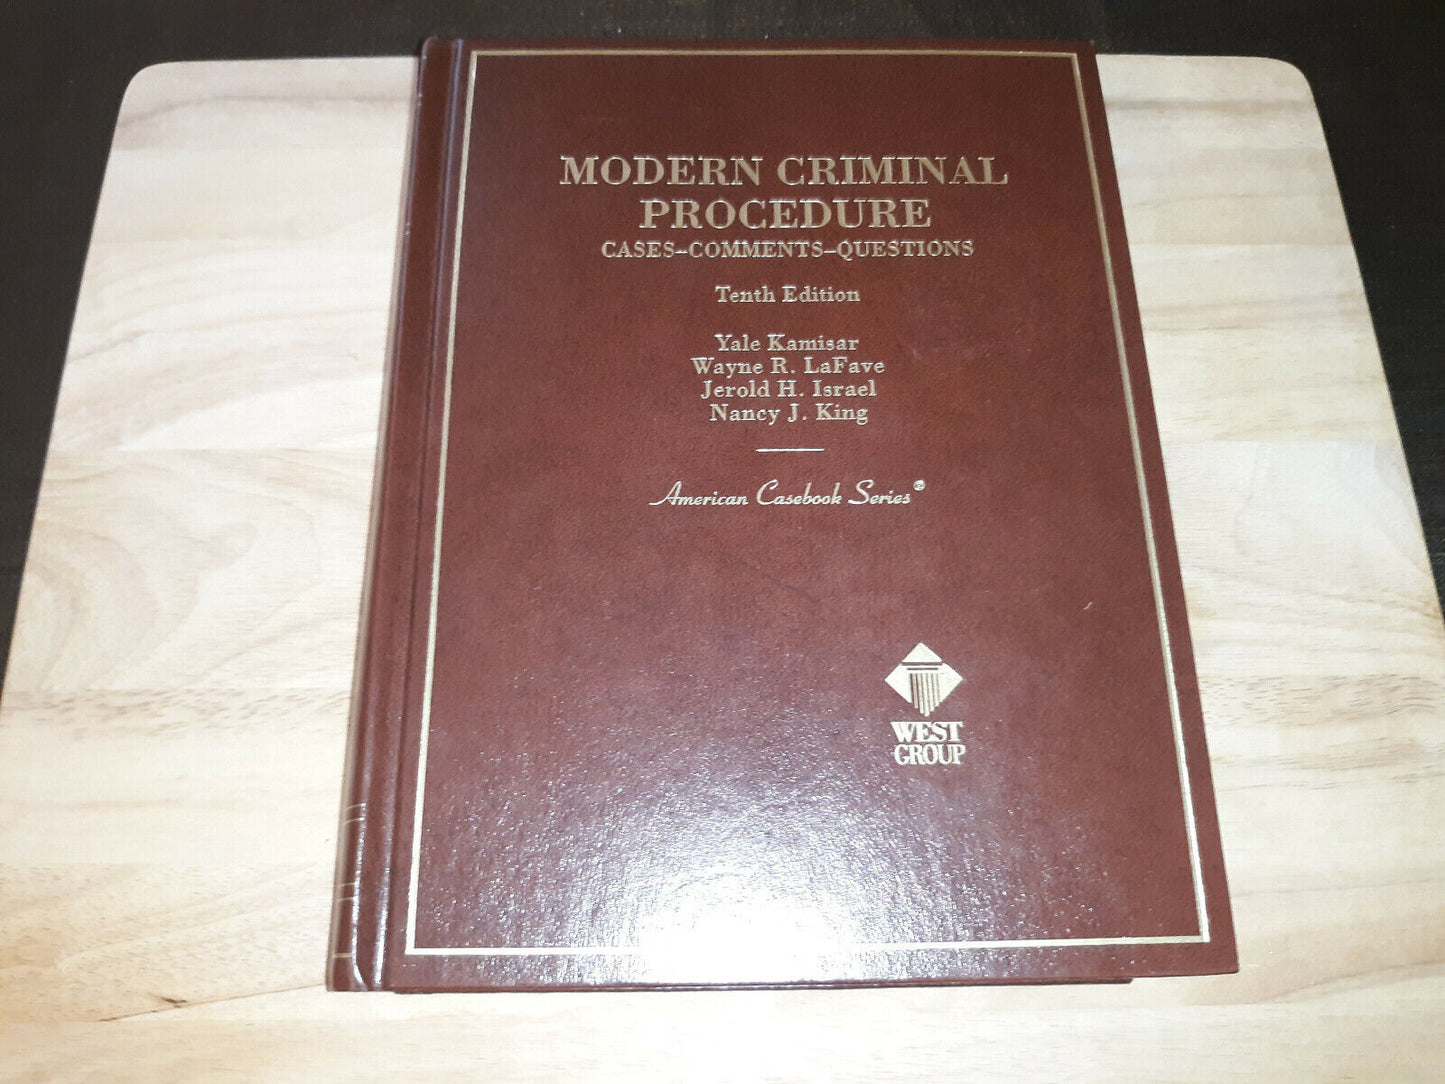 MODERN CRIMINAL
PROCEDURE
CASES–COMMENTS–QUESTIONS
Tenth Edition
Yale Kamisar
Wayne R. LaFave
Jerold H. Israel
Nancy J. King
American Casebook Series®
WEST
GROUP